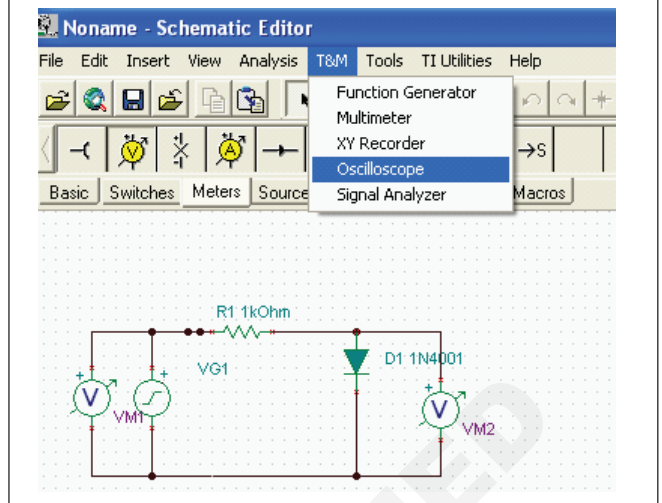 Noname - Schematic Editor
File Edit Insert View Analysis T&M Tools TI Utilities Help
Function Generator
Multimeter
XY Recorder
Oscilloscope
Signal Analyzer
V A S
Basic Switches Meters Source Macros
R1 1kOhm
VG1
D1 1N4001
+ + +
V V
VM1
VM2